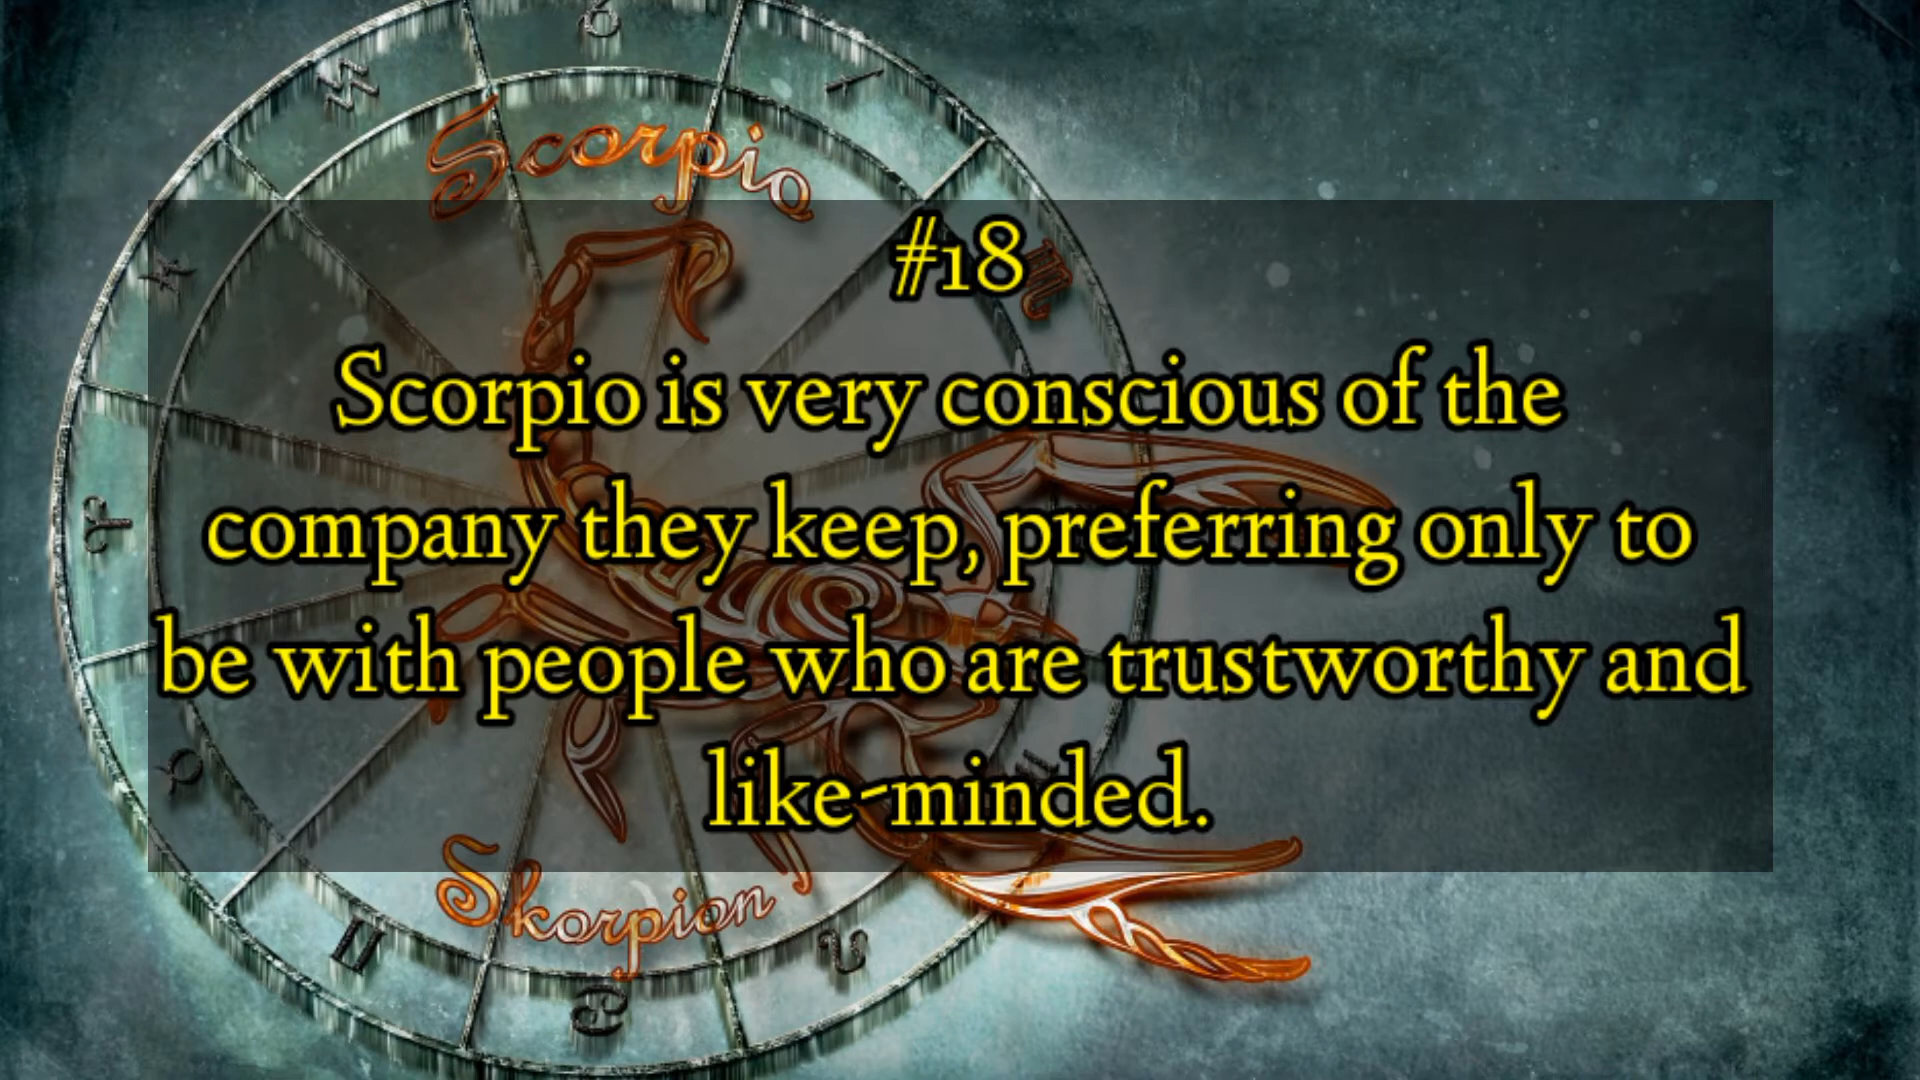 Scorpio
#18
Scorpio is very conscious of the
company they keep, preferring only to
be with people who are trustworthy and
like-minded.
Skorpion